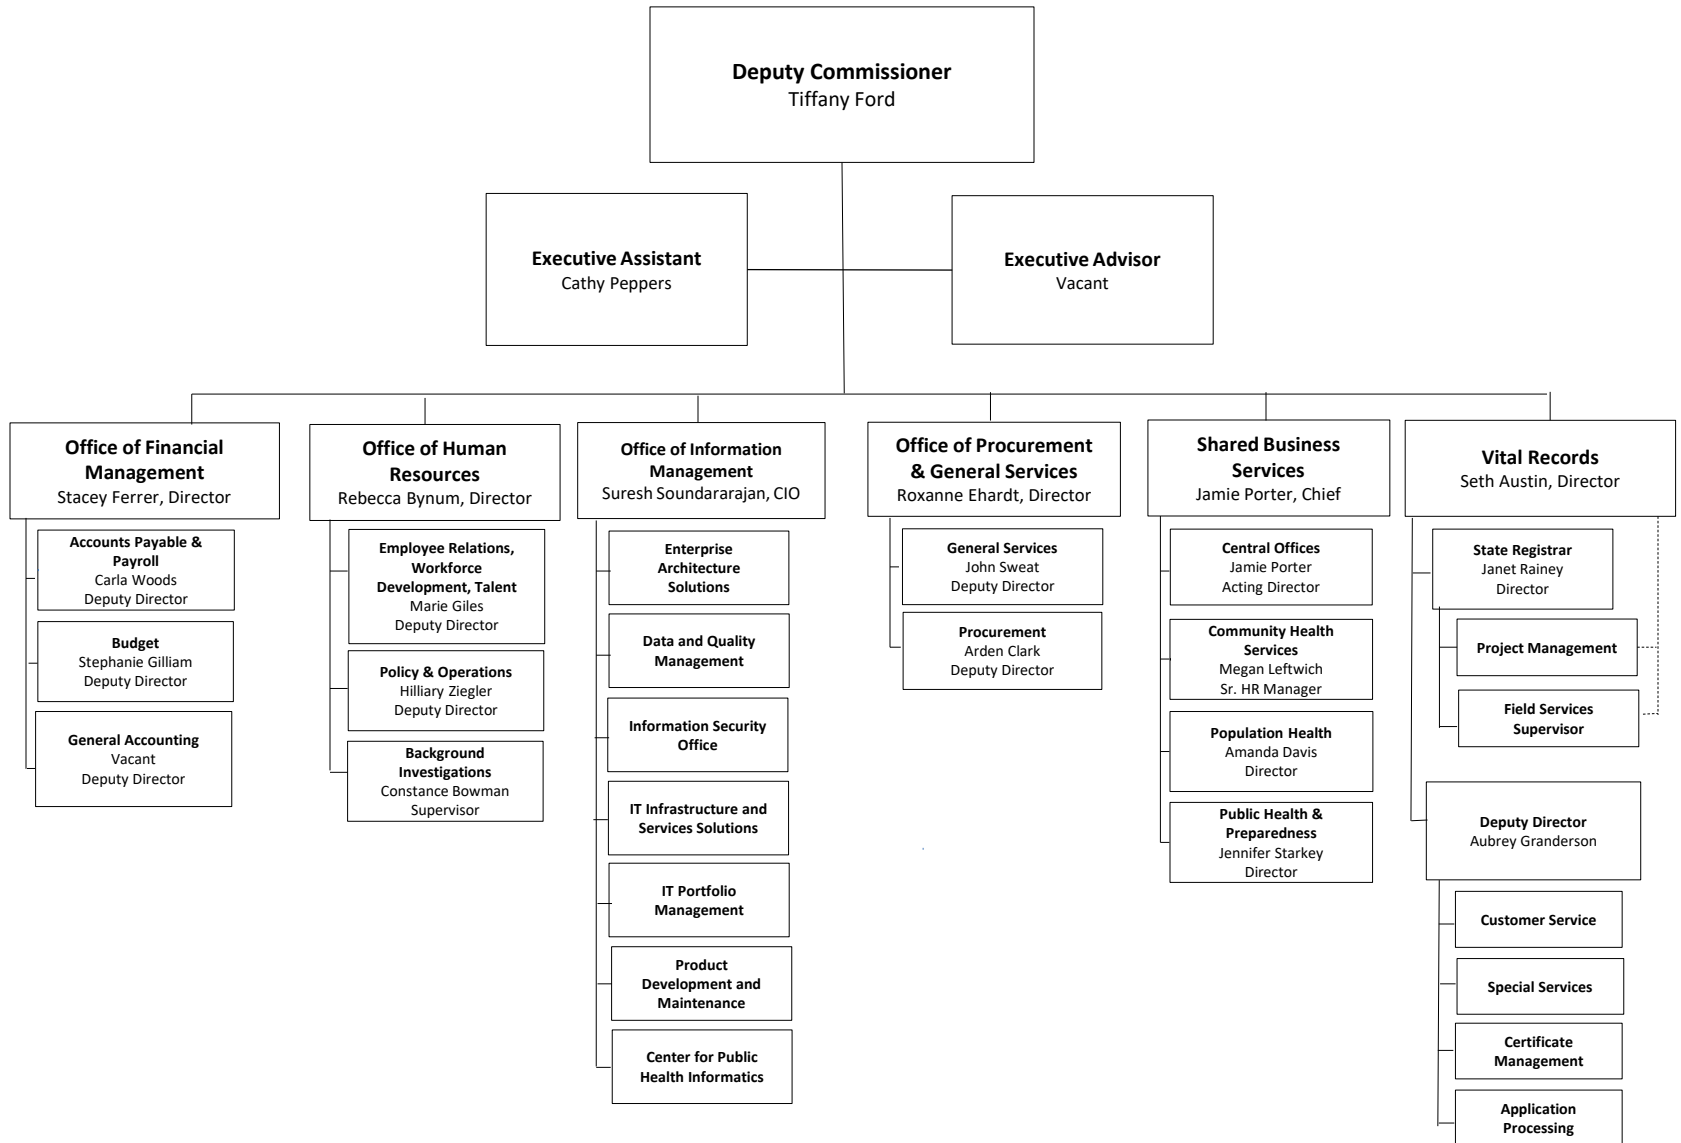 Deputy Commissioner
Tiffany Ford
Executive Assistant
Cathy Peppers
Executive Advisor
Vacant
Office of Financial
Management
Stacey Ferrer, Director
Accounts Payable &
Payroll
Carla Woods
Deputy Director
Budget
Stephanie Gilliam
Deputy Director
General Accounting
Vacant
Deputy Director
Office of Human
Resources
Rebecca Bynum, Director
Employee Relations,
Workforce
Development, Talent
Marie Giles
Deputy Director
Policy & Operations
Hilliary Ziegler
Deputy Director
Background
Investigations
Constance Bowman
Supervisor
Office of Information
Management
Suresh Soundararajan, CIO
Enterprise
Architecture
Solutions
Data and Quality
Management
Information Security
Office
IT Infrastructure and
Services Solutions
IT Portfolio
Management
Product
Development and
Maintenance
Center for Public
Health Informatics
Office of Procurement
& General Services
Roxanne Ehardt, Director
General Services
John Sweat
Deputy Director
Procurement
Arden Clark
Deputy Director
Shared Business
Services
Jamie Porter, Chief
Central Offices
Jamie Porter
Acting Director
Community Health
Services
Megan Leftwich
Sr. HR Manager
Population Health
Amanda Davis
Director
Public Health &
Preparedness
Jennifer Starkey
Director
Vital Records
Seth Austin, Director
State Registrar
Janet Rainey
Director
Project Management
Field Services
Supervisor
Deputy Director
Aubrey Granderson
Customer Service
Special Services
Certificate
Management
Application
Processing